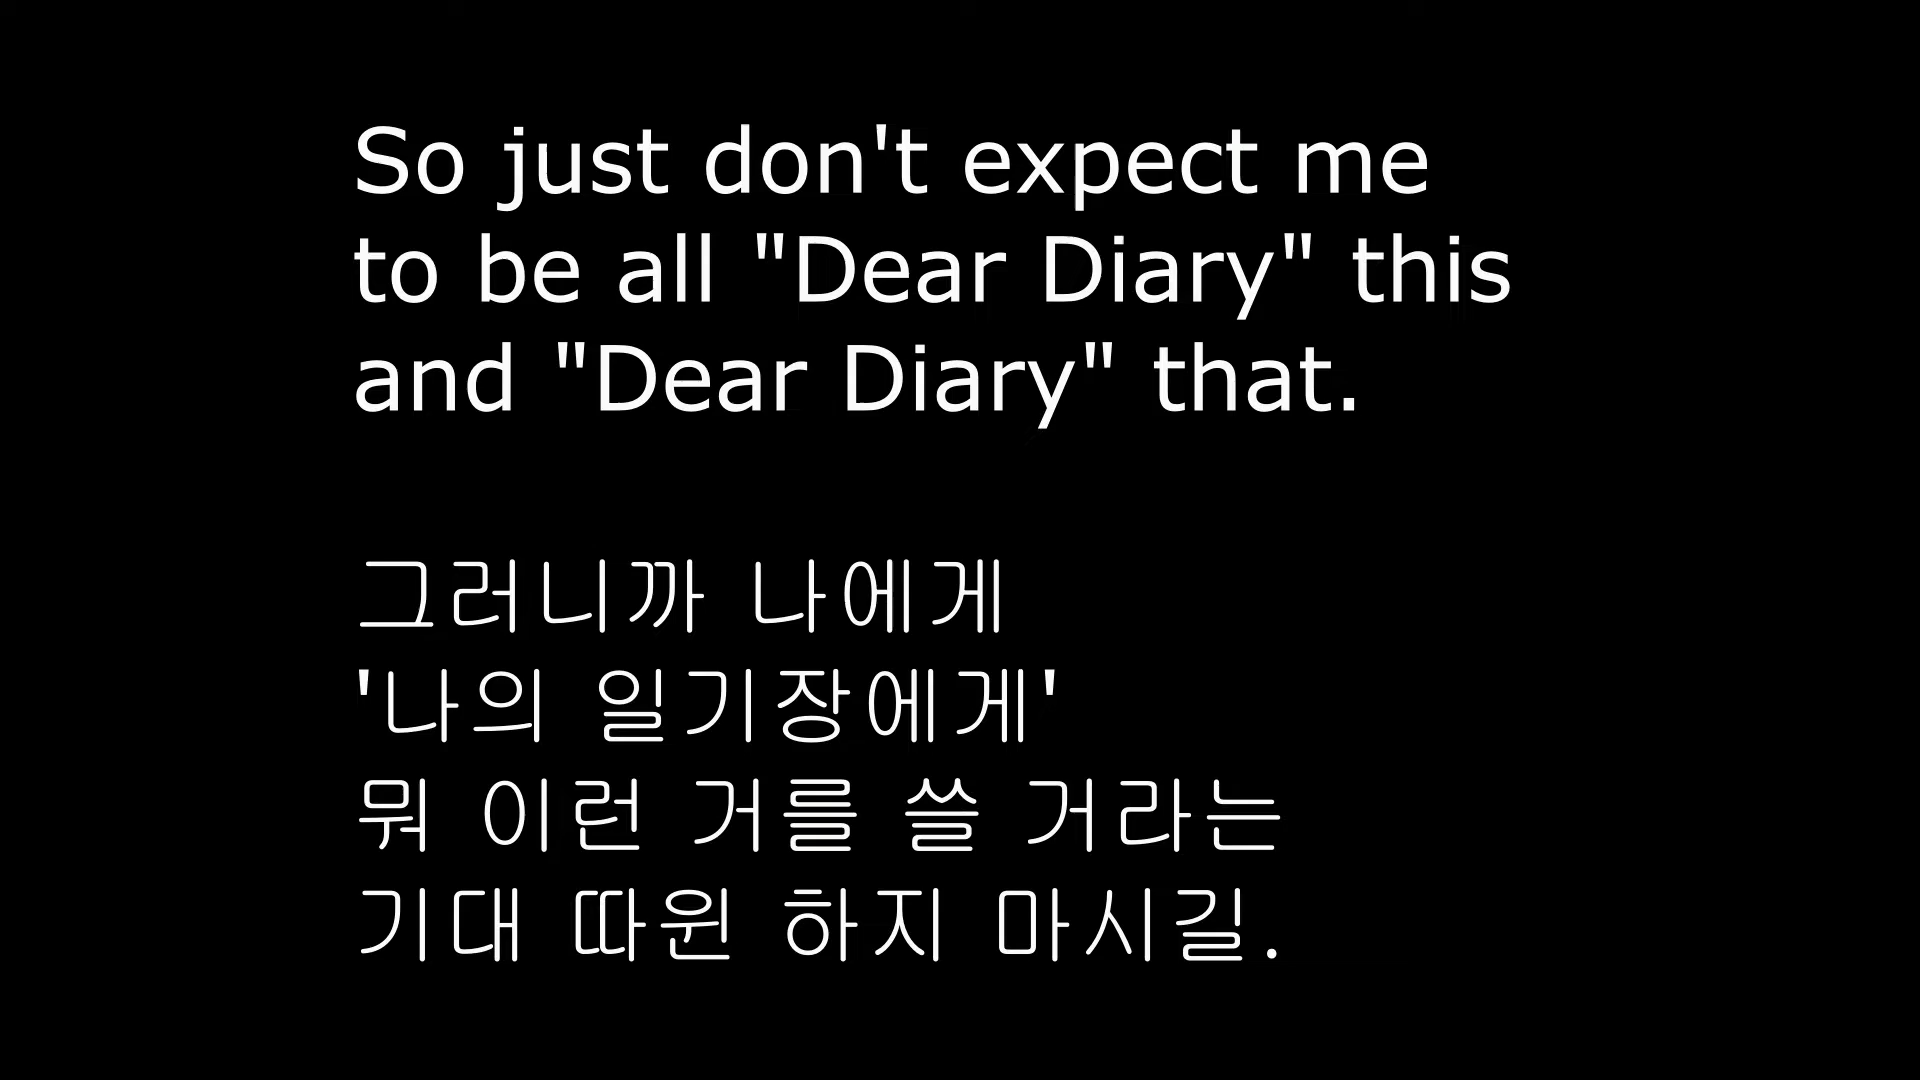 So just don't expect me
to be all "Dear Diary" this
and "Dear Diary" that.
그러니까 나에게
'나의 일기장에게'
뭐 이런 거를 쓸 거라는
기대 따윈 하지 마시길.